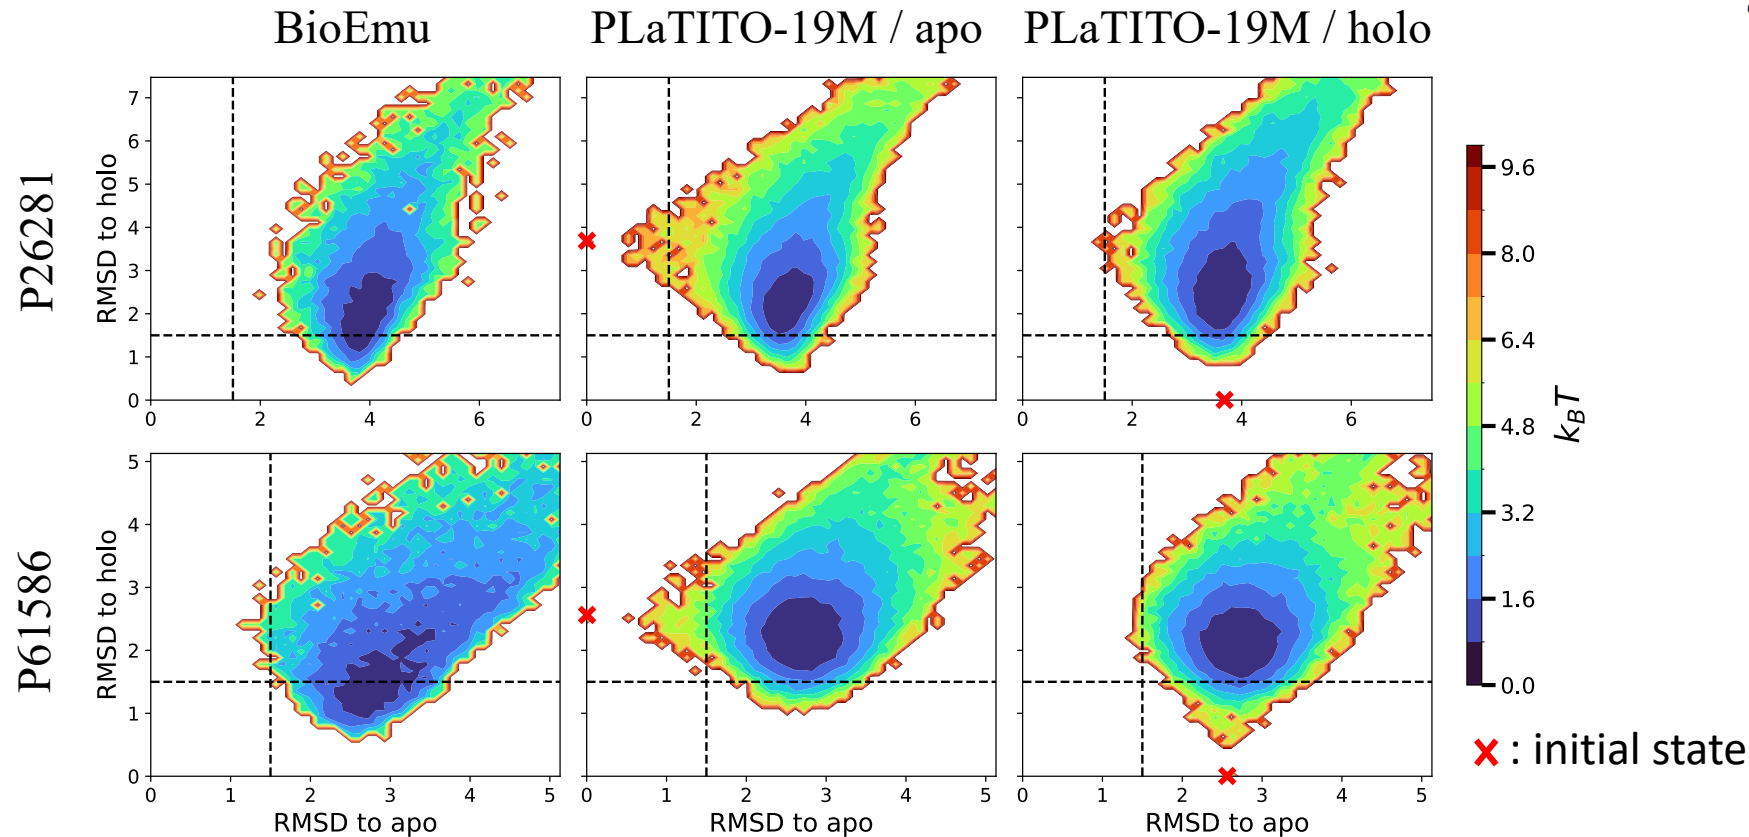 BioEmu PLaTITO-19M / apo PLaTITO-19M / holo
P26281
RMSD to holo
7
6
5
4
3
2
1
0
0 2 4 6
0 2 4 6
0 2 4 6
P61586
RMSD to holo
5
4
3
2
1
0
0 1 2 3 4 5
0 1 2 3 4 5
0 1 2 3 4 5
RMSD to apo RMSD to apo RMSD to apo
9.6
8.0
6.4
4.8
3.2
1.6
0.0
k_BT
: initial state